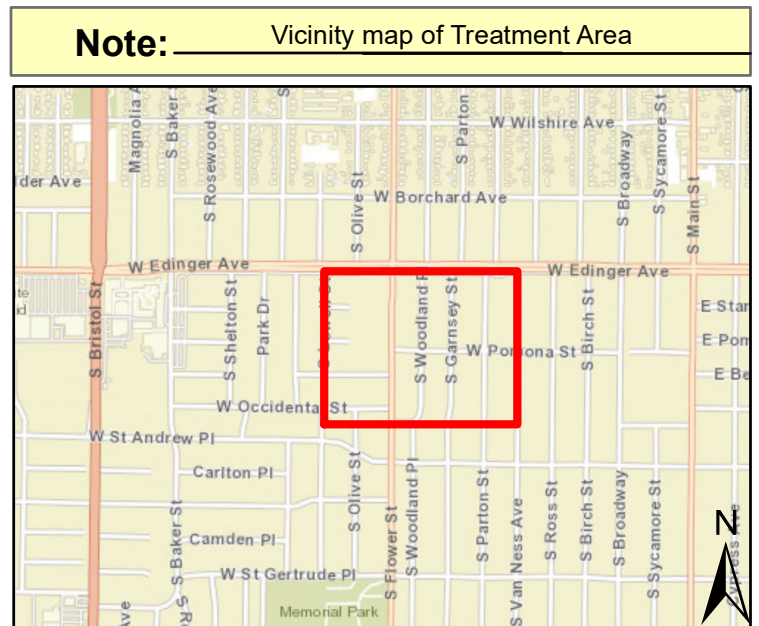 Note: Vicinity map of Treatment Area
Magnolia A
S Baker
S Rosewood Ave
S
S Parton
W Wilshire Ave
S Broadway
S Sycamore St
lder Ave
S Olive St
W Borchard Ave
S Main St
W Edinger Ave
W Edinger Ave
S Bristol St
S Shelton St
Park Dr
S Woodland Pl
S Garnsey St
W Pomona St
S Birch St
E Star
E Pom
E Be
W Occidental St
W St Andrew Pl
Carlton Pl
S Olive St
S Flower St
S Woodland Pl
S Parton St
S Van Ness Ave
S Ross St
S Birch St
S Broadway
S Sycamore St
N
S Baker St
Camden Pl
W St Gertrude Pl
Memorial Park
Ave
S R